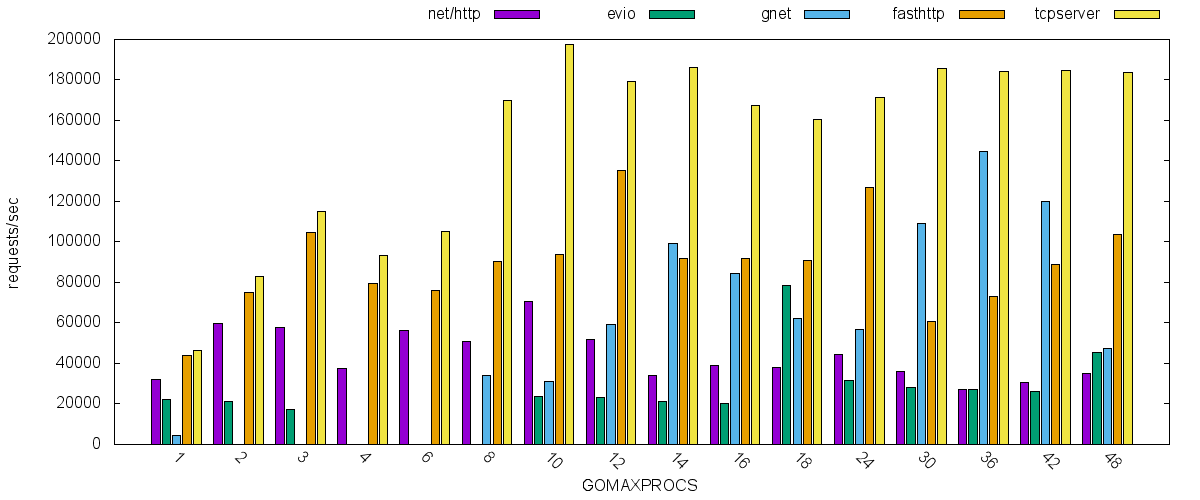 net/http evio gnet fasthttp tcpserver
200000
180000
160000
140000
120000
100000
80000
60000
40000
20000
0
requests/sec
1 2 3 4 6 8 10 12 14 16 18 24 30 36 42 48
GOMAXPROCS